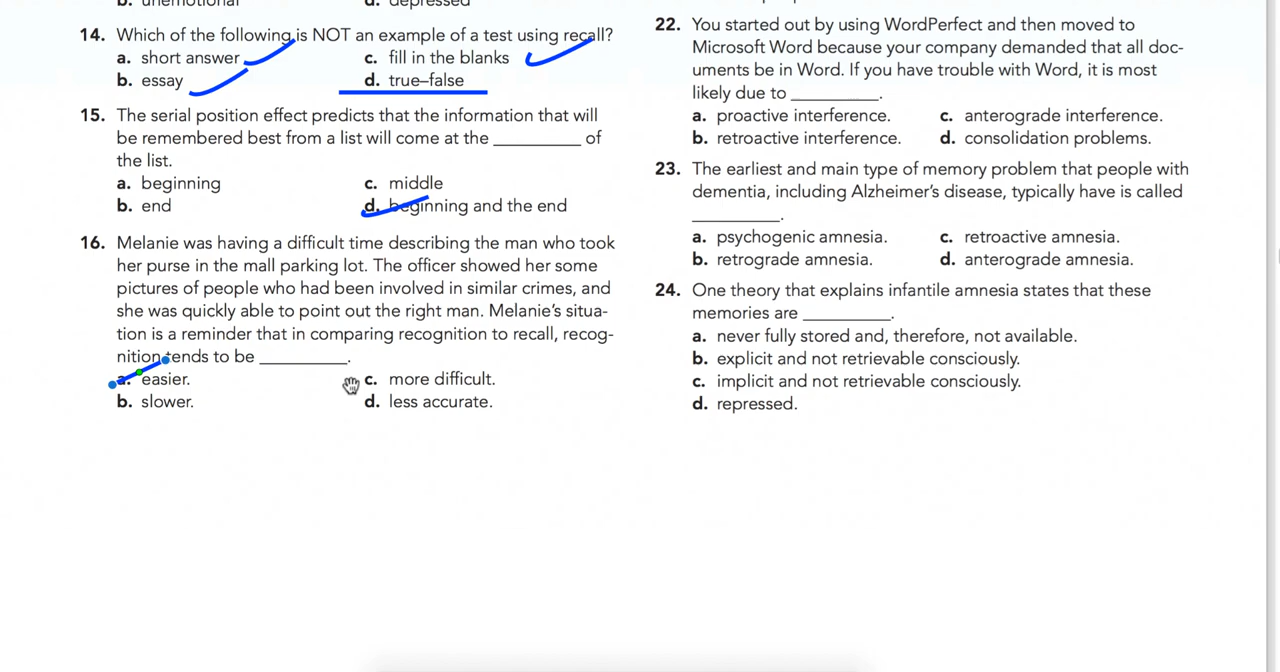 b. unemotional
d. depressed
14. Which of the following is NOT an example of a test using recall?
a. short answer
c. fill in the blanks
b. essay
d. true–false
15. The serial position effect predicts that the information that will
be remembered best from a list will come at the __________ of
the list.
a. beginning
c. middle
b. end
d. beginning and the end
16. Melanie was having a difficult time describing the man who took
her purse in the mall parking lot. The officer showed her some
pictures of people who had been involved in similar crimes, and
she was quickly able to point out the right man. Melanie's situa-
tion is a reminder that in comparing recognition to recall, recog-
nition tends to be __________.
a. easier.
c. more difficult.
b. slower.
d. less accurate.
22. You started out by using WordPerfect and then moved to
Microsoft Word because your company demanded that all doc-
uments be in Word. If you have trouble with Word, it is most
likely due to __________.
a. proactive interference.
c. anterograde interference.
b. retroactive interference.
d. consolidation problems.
23. The earliest and main type of memory problem that people with
dementia, including Alzheimer's disease, typically have is called
__________.
a. psychogenic amnesia.
c. retroactive amnesia.
b. retrograde amnesia.
d. anterograde amnesia.
24. One theory that explains infantile amnesia states that these
memories are __________.
a. never fully stored and, therefore, not available.
b. explicit and not retrievable consciously.
c. implicit and not retrievable consciously.
d. repressed.